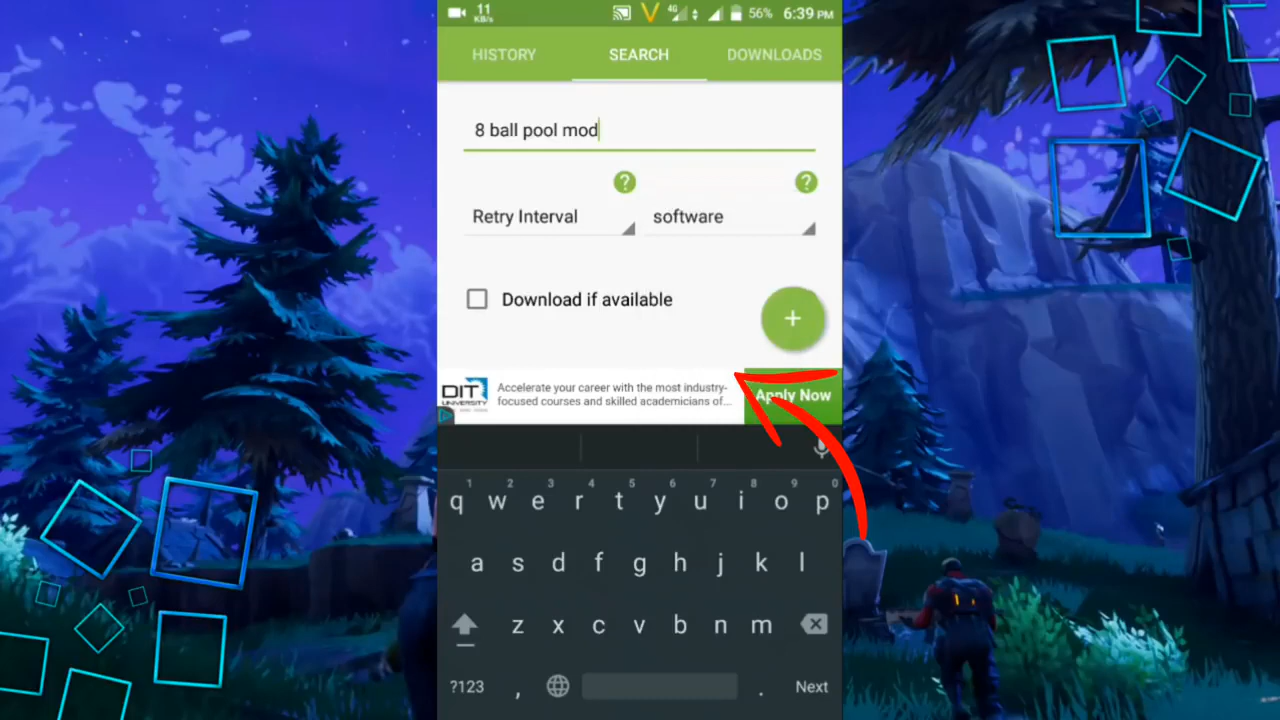 11
KB/s
4G
56%
6:39 PM
HISTORY
SEARCH
DOWNLOADS
8 ball pool mod
?
?
Retry Interval
software
Download if available
+
DIT
UNIVERSITY
Accelerate your career with the most industry-
focused courses and skilled academicians of...
Apply Now
1 2 3 4 5 6 7 8 9 0
q w e r t y u i o p
a s d f g h j k l
z x c v b n m
?123 , . Next